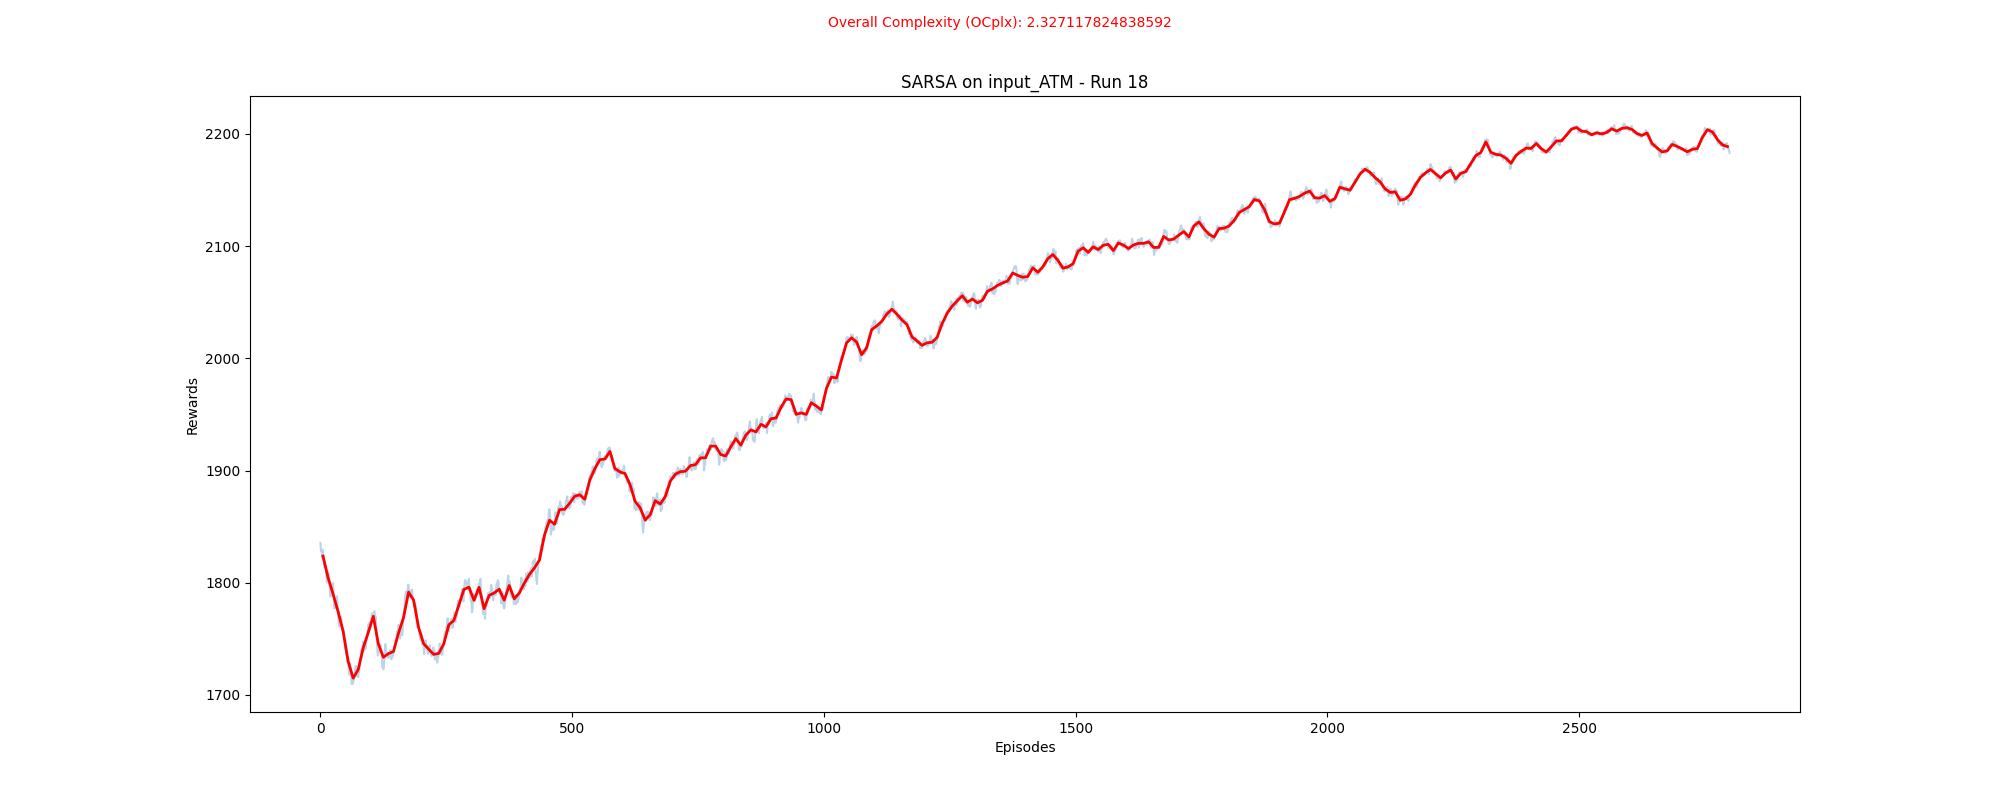 Overall Complexity (OCplx): 2.327117824838592
SARSA on input_ATM - Run 18
Rewards
2200
2100
2000
1900
1800
1700
0 500 1000 1500 2000 2500
Episodes